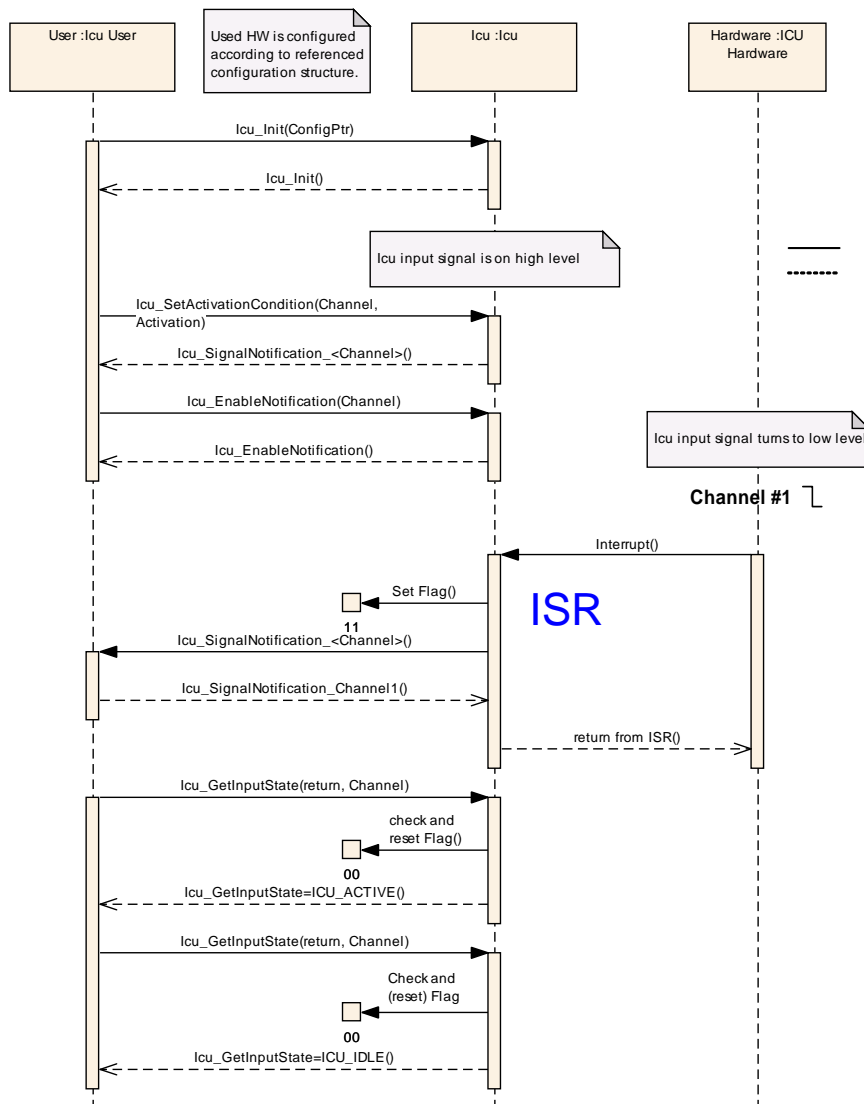 User :Icu User
Used HW is configured
according to referenced
configuration structure.
Icu :Icu
Hardware :ICU
Hardware
Icu_Init(ConfigPtr)
Icu_Init()
Icu input signal is on high level
Icu_SetActivationCondition(Channel,
Activation)
Icu_SignalNotification_<Channel>()
Icu_EnableNotification(Channel)
Icu input signal turns to low level
Icu_EnableNotification()
Channel #1
Interrupt()
Set Flag()
ISR
11
Icu_SignalNotification_<Channel>()
Icu_SignalNotification_Channel1()
return from ISR()
Icu_GetInputState(return, Channel)
check and
reset Flag()
00
Icu_GetInputState=ICU_ACTIVE()
Icu_GetInputState(return, Channel)
Check and
(reset) Flag
00
Icu_GetInputState=ICU_IDLE()